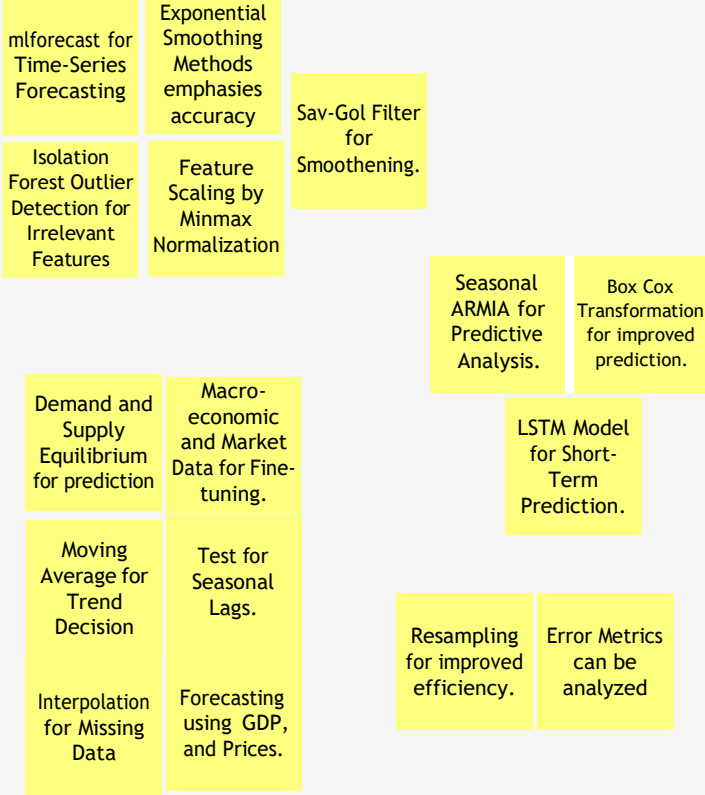 mlforecast for
Time-Series
Forecasting
Exponential
Smoothing
Methods
emphasies
accuracy
Sav-Gol Filter
for
Smoothening.
Isolation
Forest Outlier
Detection for
Irrelevant
Features
Feature
Scaling by
Minmax
Normalization
Seasonal
ARMIA for
Predictive
Analysis.
Box Cox
Transformation
for improved
prediction.
LSTM Model
for Short-
Term
Prediction.
Demand and
Supply
Equilibrium
for prediction
Macro-
economic
and Market
Data for Fine-
tuning.
Moving
Average for
Trend
Decision
Test for
Seasonal
Lags.
Interpolation
for Missing
Data
Forecasting
using GDP,
and Prices.
Resampling
for improved
efficiency.
Error Metrics
can be
analyzed